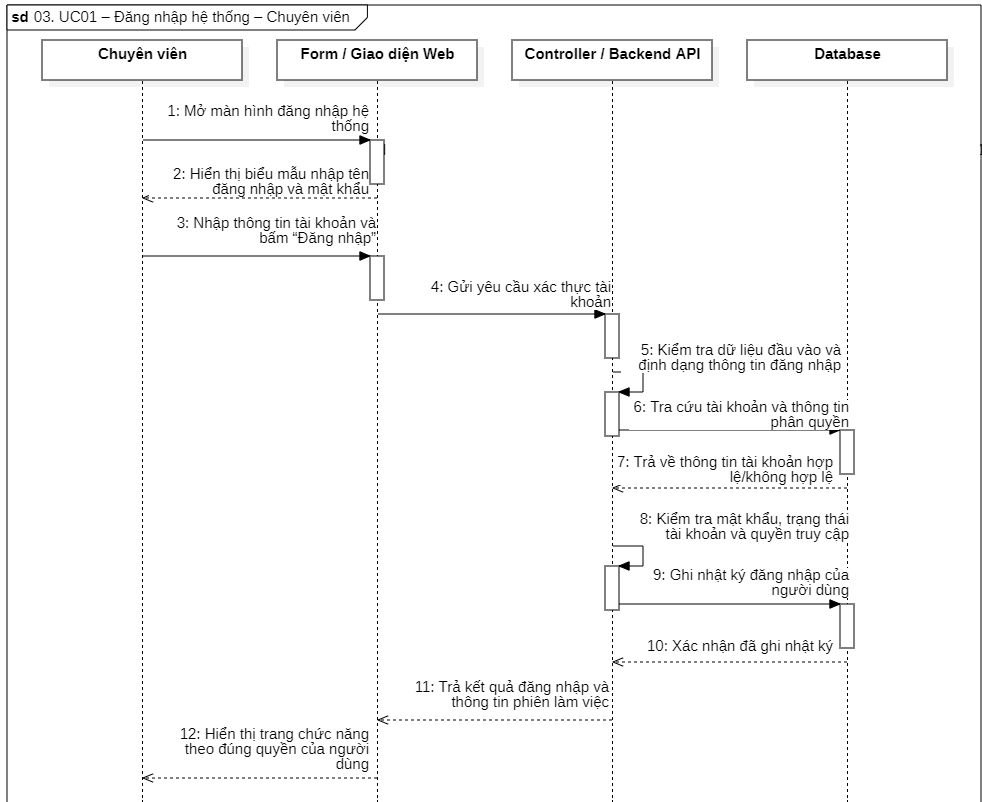 sd 03. UC01 – Đăng nhập hệ thống – Chuyên viên
Chuyên viên
Form / Giao diện Web
Controller / Backend API
Database
1: Mở màn hình đăng nhập hệ
thống
2: Hiển thị biểu mẫu nhập tên
đăng nhập và mật khẩu
3: Nhập thông tin tài khoản và
bấm “Đăng nhập”
4: Gửi yêu cầu xác thực tài
khoản
5: Kiểm tra dữ liệu đầu vào và
định dạng thông tin đăng nhập
6: Tra cứu tài khoản và thông tin
phân quyền
7: Trả về thông tin tài khoản hợp
lệ/không hợp lệ
8: Kiểm tra mật khẩu, trạng thái
tài khoản và quyền truy cập
9: Ghi nhật ký đăng nhập của
người dùng
10: Xác nhận đã ghi nhật ký
11: Trả kết quả đăng nhập và
thông tin phiên làm việc
12: Hiển thị trang chức năng
theo đúng quyền của người
dùng